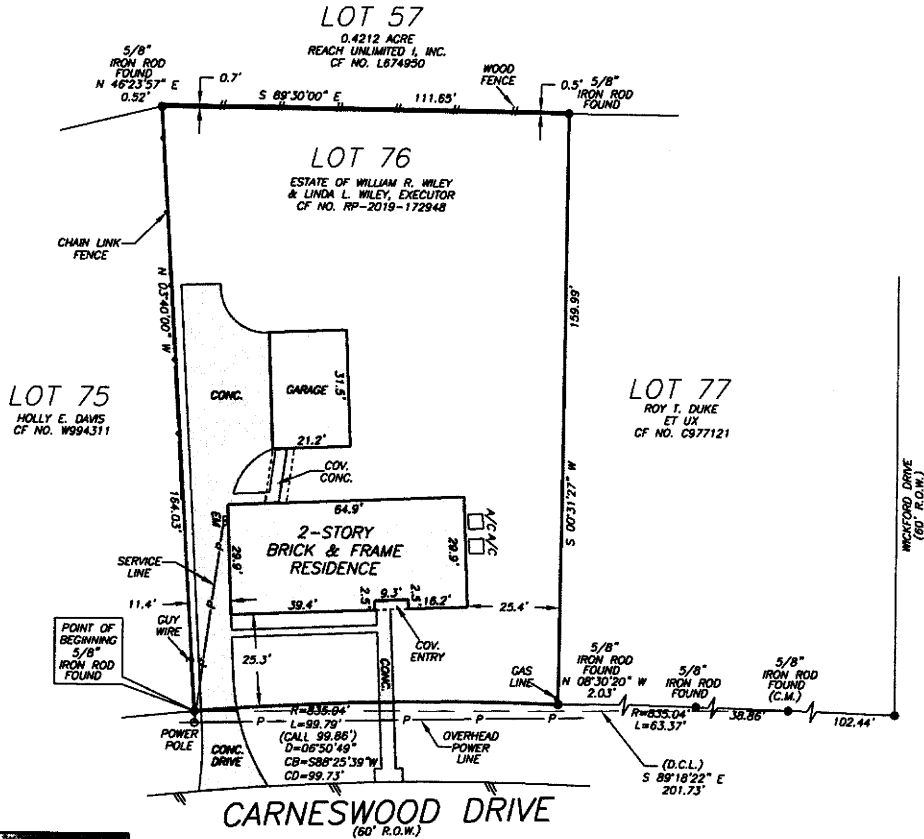 LOT 57
0.4212 ACRE
REACH UNLIMITED I, INC.
CF NO. L674950
5/8"
IRON ROD
FOUND
N 46°23'57" E
0.52'
0.7'
S 89'30'00" E
111.65'
WOOD
FENCE
0.5'
5/8"
IRON ROD
FOUND
LOT 76
ESTATE OF WILLIAM R. WILEY
& LINDA L. WILEY, EXECUTOR
CF NO. RP-2019-172948
CHAIN LINK
FENCE
N 03°40'00" W
164.03'
159.99'
S 00°31'27" W
LOT 75
HOLLY E. DAVIS
CF NO. W994311
CONC.
GARAGE
31.5'
21.2'
COV.
CONC.
LOT 77
ROY T. DUKE
ET UX
CF NO. C977121
WICKFORD DRIVE
(60' R.O.W.)
64.9'
2-STORY
BRICK & FRAME
RESIDENCE
29.9'
29.9'
A/C
A/C
EM
P
P
SERVICE
LINE
11.4'
GUY
WIRE
39.4'
2.5'
9.3'
2.5'
16.2'
25.4'
COV.
ENTRY
25.3'
CONC.
POINT OF
BEGINNING
5/8"
IRON ROD
FOUND
GAS
LINE
5/8"
IRON ROD
FOUND
N 08°30'20" W
2.03'
5/8"
IRON ROD
FOUND
5/8"
IRON ROD
FOUND
(C.M.)
POWER
POLE
P
P
P
P
R=835.04'
L=99.79'
(CALL 99.86')
D=06°50'49"
CB=S88°25'39"W
CD=99.73'
OVERHEAD
POWER
LINE
R=835.04'
L=63.37'
38.86'
102.44'
(D.C.L.)
S 89°18'22" E
201.73'
CONC.
DRIVE
CARNESWOOD DRIVE
(60' R.O.W.)